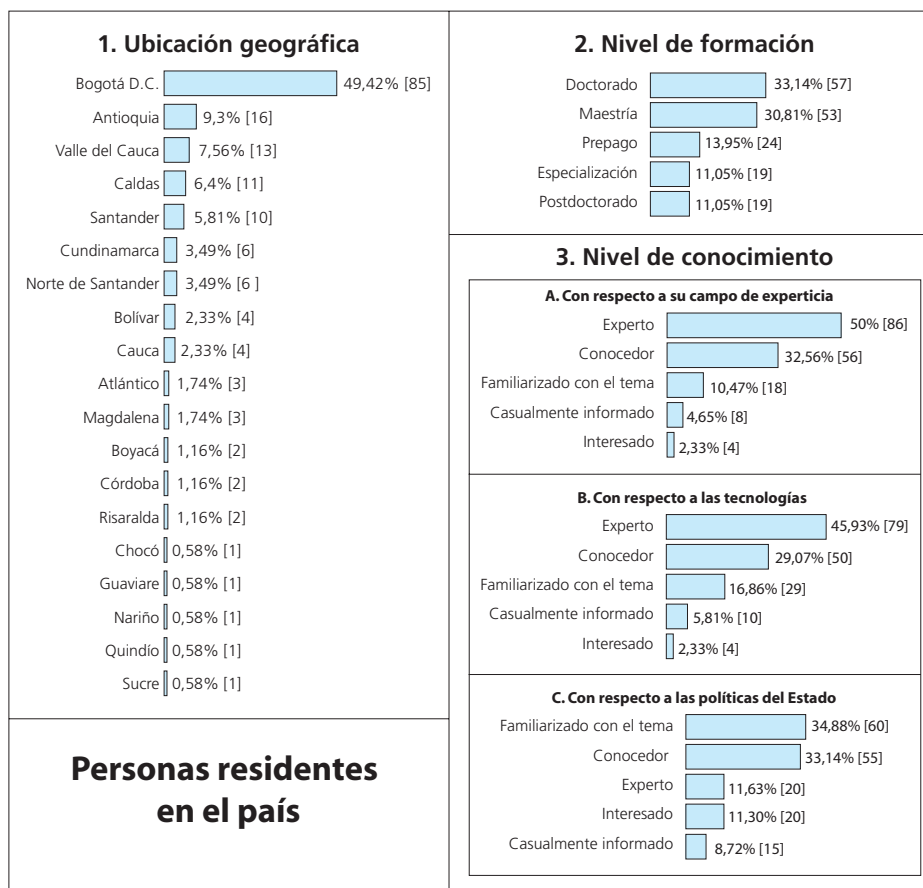 1. Ubicación geográfica
Bogotá D.C. 49,42% [85]
Antioquia 9,3% [16]
Valle del Cauca 7,56% [13]
Caldas 6,4% [11]
Santander 5,81% [10]
Cundinamarca 3,49% [6]
Norte de Santander 3,49% [6 ]
Bolívar 2,33% [4]
Cauca 2,33% [4]
Atlántico 1,74% [3]
Magdalena 1,74% [3]
Boyacá 1,16% [2]
Córdoba 1,16% [2]
Risaralda 1,16% [2]
Chocó 0,58% [1]
Guaviare 0,58% [1]
Nariño 0,58% [1]
Quindío 0,58% [1]
Sucre 0,58% [1]
Personas residentes
en el país
2. Nivel de formación
Doctorado 33,14% [57]
Maestría 30,81% [53]
Prepago 13,95% [24]
Especialización 11,05% [19]
Postdoctorado 11,05% [19]
3. Nivel de conocimiento
A. Con respecto a su campo de experticia
Experto 50% [86]
Conocedor 32,56% [56]
Familiarizado con el tema 10,47% [18]
Casualmente informado 4,65% [8]
Interesado 2,33% [4]
B. Con respecto a las tecnologías
Experto 45,93% [79]
Conocedor 29,07% [50]
Familiarizado con el tema 16,86% [29]
Casualmente informado 5,81% [10]
Interesado 2,33% [4]
C. Con respecto a las políticas del Estado
Familiarizado con el tema 34,88% [60]
Conocedor 33,14% [55]
Experto 11,63% [20]
Interesado 11,30% [20]
Casualmente informado 8,72% [15]